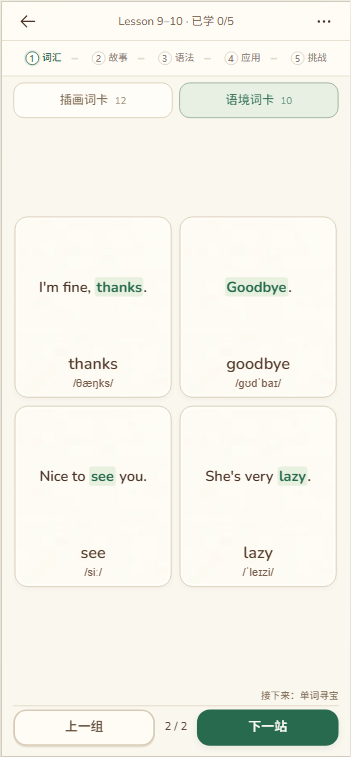 Lesson 9–10 · 已学 0/5
1 词汇 – 2 故事 – 3 语法 – 4 应用 – 5 挑战
插画词卡 12 语境词卡 10
I'm fine, thanks. Goodbye.
thanks goodbye
/θæŋks/ /ɡʊdˈbaɪ/
Nice to see you. She's very lazy.
see lazy
/siː/ /ˈleɪzi/
接下来：单词寻宝
上一组 2 / 2 下一站